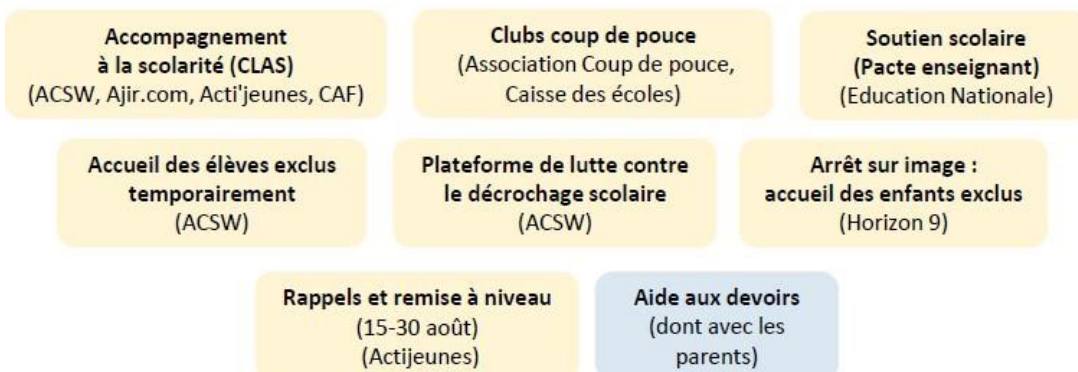 Accompagnement
à la scolarité (CLAS)
(ACSW, Ajir.com, Acti'jeunes, CAF)
Clubs coup de pouce
(Association Coup de pouce,
Caisse des écoles)
Soutien scolaire
(Pacte enseignant)
(Education Nationale)
Accueil des élèves exclus
temporairement
(ACSW)
Plateforme de lutte contre
le décrochage scolaire
(ACSW)
Arrêt sur image :
accueil des enfants exclus
(Horizon 9)
Rappels et remise à niveau
(15-30 août)
(Actijeunes)
Aide aux devoirs
(dont avec les
parents)